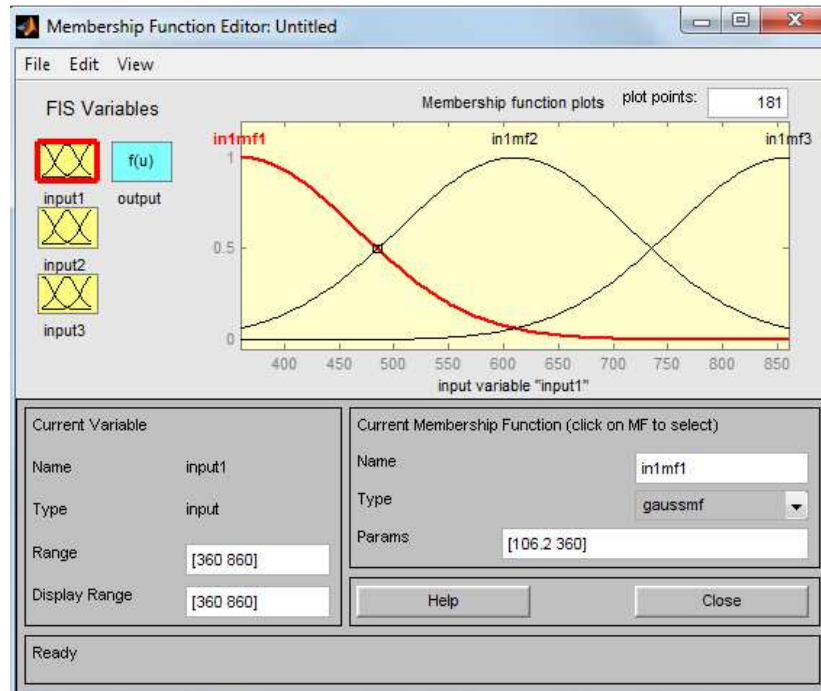 Membership Function Editor: Untitled
File Edit View
FIS Variables
f(u)
input1 output
input2
input3
Membership function plots plot points: 181
in1mf1 in1mf2 in1mf3
1
0.5
0
400 450 500 550 600 650 700 750 800 850
input variable "input1"
Current Variable
Name input1
Type input
Range [360 860]
Display Range [360 860]
Current Membership Function (click on MF to select)
Name in1mf1
Type gaussmf
Params [106.2 360]
Help Close
Ready